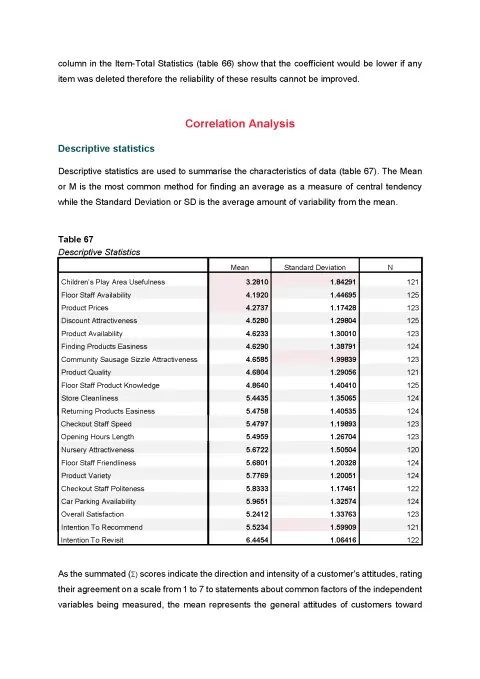 column in the Item-Total Statistics (table 66) show that the coefficient would be lower if any
item was deleted therefore the reliability of these results cannot be improved.
Correlation Analysis
Descriptive statistics
Descriptive statistics are used to summarise the characteristics of data (table 67). The Mean
or M is the most common method for finding an average as a measure of central tendency
while the Standard Deviation or SD is the average amount of variability from the mean.
Table 67
Descriptive Statistics
Mean Standard Deviation N
Children's Play Area Usefulness 3.2810 1.84291 121
Floor Staff Availability 4.1920 1.44695 125
Product Prices 4.2737 1.17428 123
Discount Attractiveness 4.5280 1.29804 125
Product Availability 4.6233 1.30010 123
Finding Products Easiness 4.6290 1.38791 124
Community Sausage Sizzle Attractiveness 4.6585 1.99839 123
Product Quality 4.6804 1.29056 121
Floor Staff Product Knowledge 4.8640 1.40410 125
Store Cleanliness 5.4435 1.35065 124
Returning Products Easiness 5.4758 1.40535 124
Checkout Staff Speed 5.4797 1.19893 123
Opening Hours Length 5.4959 1.26704 123
Nursery Attractiveness 5.6722 1.50504 120
Floor Staff Friendliness 5.6801 1.20328 124
Product Variety 5.7769 1.20051 124
Checkout Staff Politeness 5.8333 1.17461 122
Car Parking Availability 5.9651 1.32574 124
Overall Satisfaction 5.2412 1.33763 123
Intention To Recommend 5.5234 1.59909 121
Intention To Revisit 6.4454 1.06416 122
As the summated (Σ) scores indicate the direction and intensity of a customer's attitudes, rating
their agreement on a scale from 1 to 7 to statements about common factors of the independent
variables being measured, the mean represents the general attitudes of customers toward